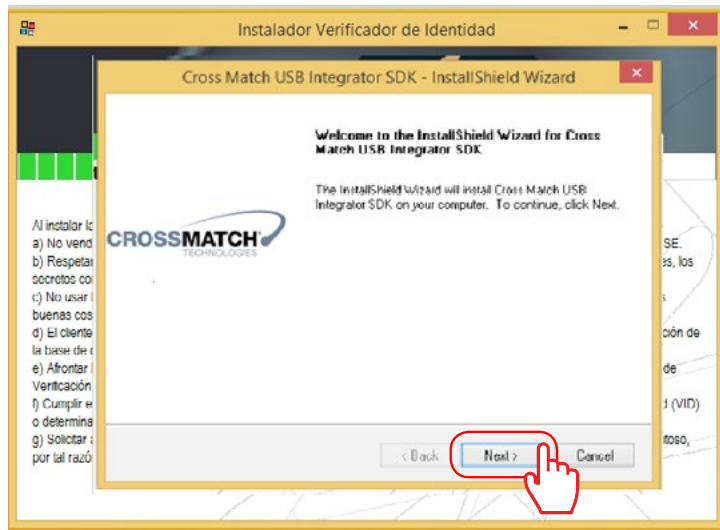 Instalador Verificador de Identidad
Cross Match USB Integrator SDK - InstallShield Wizard
Welcome to the InstallShield Wizard for Cross
Match USB Integrator SDK
The InstallShield Wizard will install Cross Match USB
Integrator SDK on your computer. To continue, click Next.
CROSSMATCH
TECHNOLOGIES
Al instalar
a) No vend
SE.
b) Respetar
es, los
secretos
c) No usar
buenas
d) El cliente
ción de
la base de
e) Afrontar
de
Verificación
f) Cumplir
d (VID)
o determina
g) Solicitar
toso,
por tal razó
< Back
Next >
Cancel